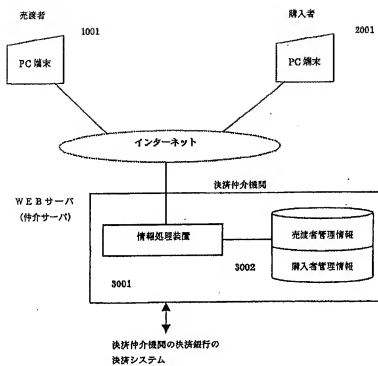 売渡者
1001
PC端末
購入者
2001
PC端末
インターネット
決済仲介機関
WEBサーバ
(仲介サーバ)
情報処理装置
売渡者管理情報
購入者管理情報
3002
3001
決済仲介機関の決済銀行の
決済システム